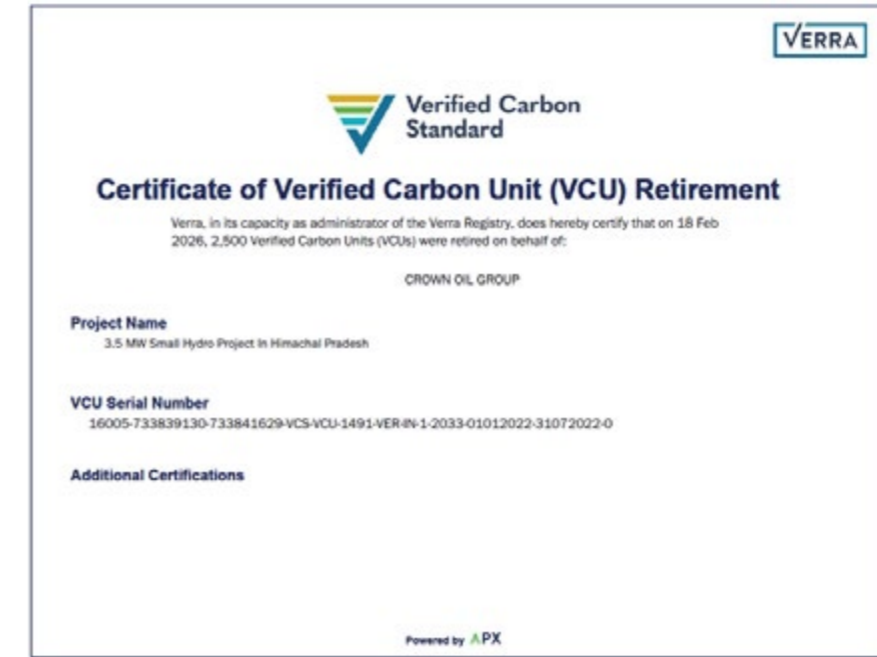 VERRA
Verified Carbon
Standard
Certificate of Verified Carbon Unit (VCU) Retirement
Verra, in its capacity as administrator of the Verra Registry, does hereby certify that on 18 Feb
2026, 2,500 Verified Carbon Units (VCUs) were retired on behalf of:
CROWN OIL GROUP
Project Name
3.5 MW Small Hydro Project In Himachal Pradesh
VCU Serial Number
16005-733839130-733841629-VCS-VCU-1491-VER-IN-1-2033-01012022-31072022-0
Additional Certifications
Powered by APX